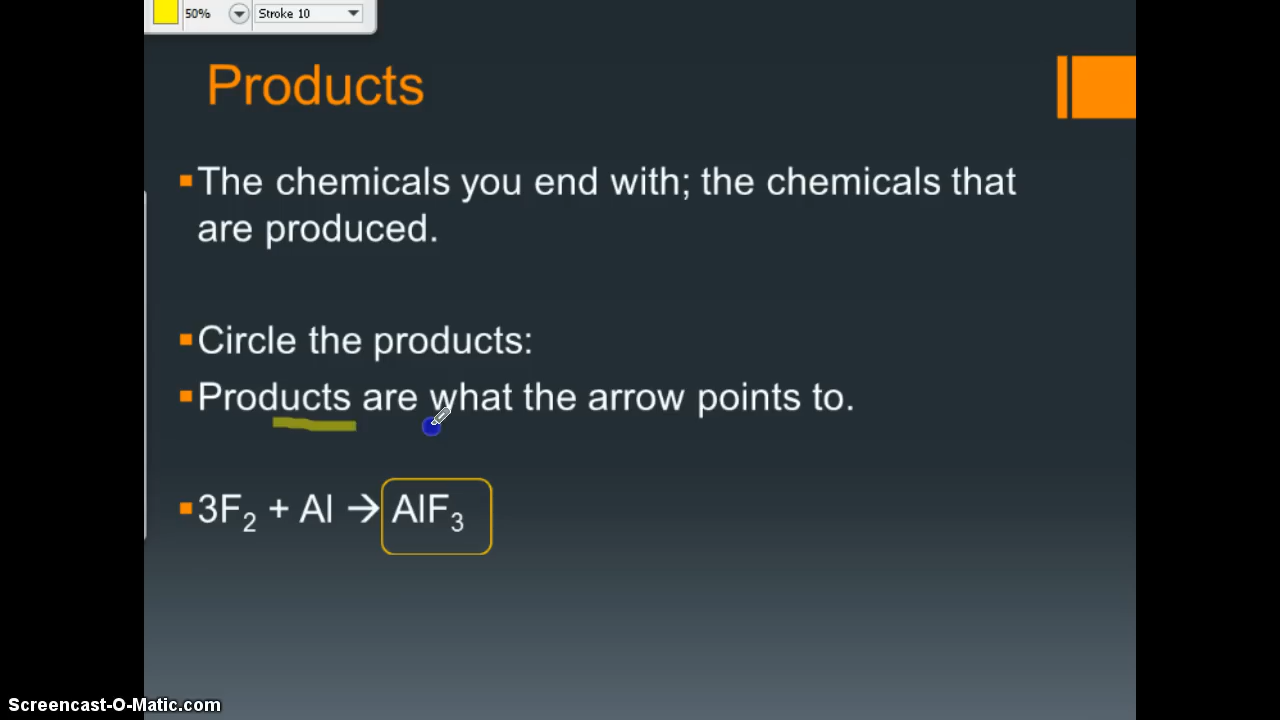 50% Stroke 10
Products
The chemicals you end with; the chemicals that
are produced.
Circle the products:
Products are what the arrow points to.
3F₂ + Al → AlF₃
Screencast-O-Matic.com